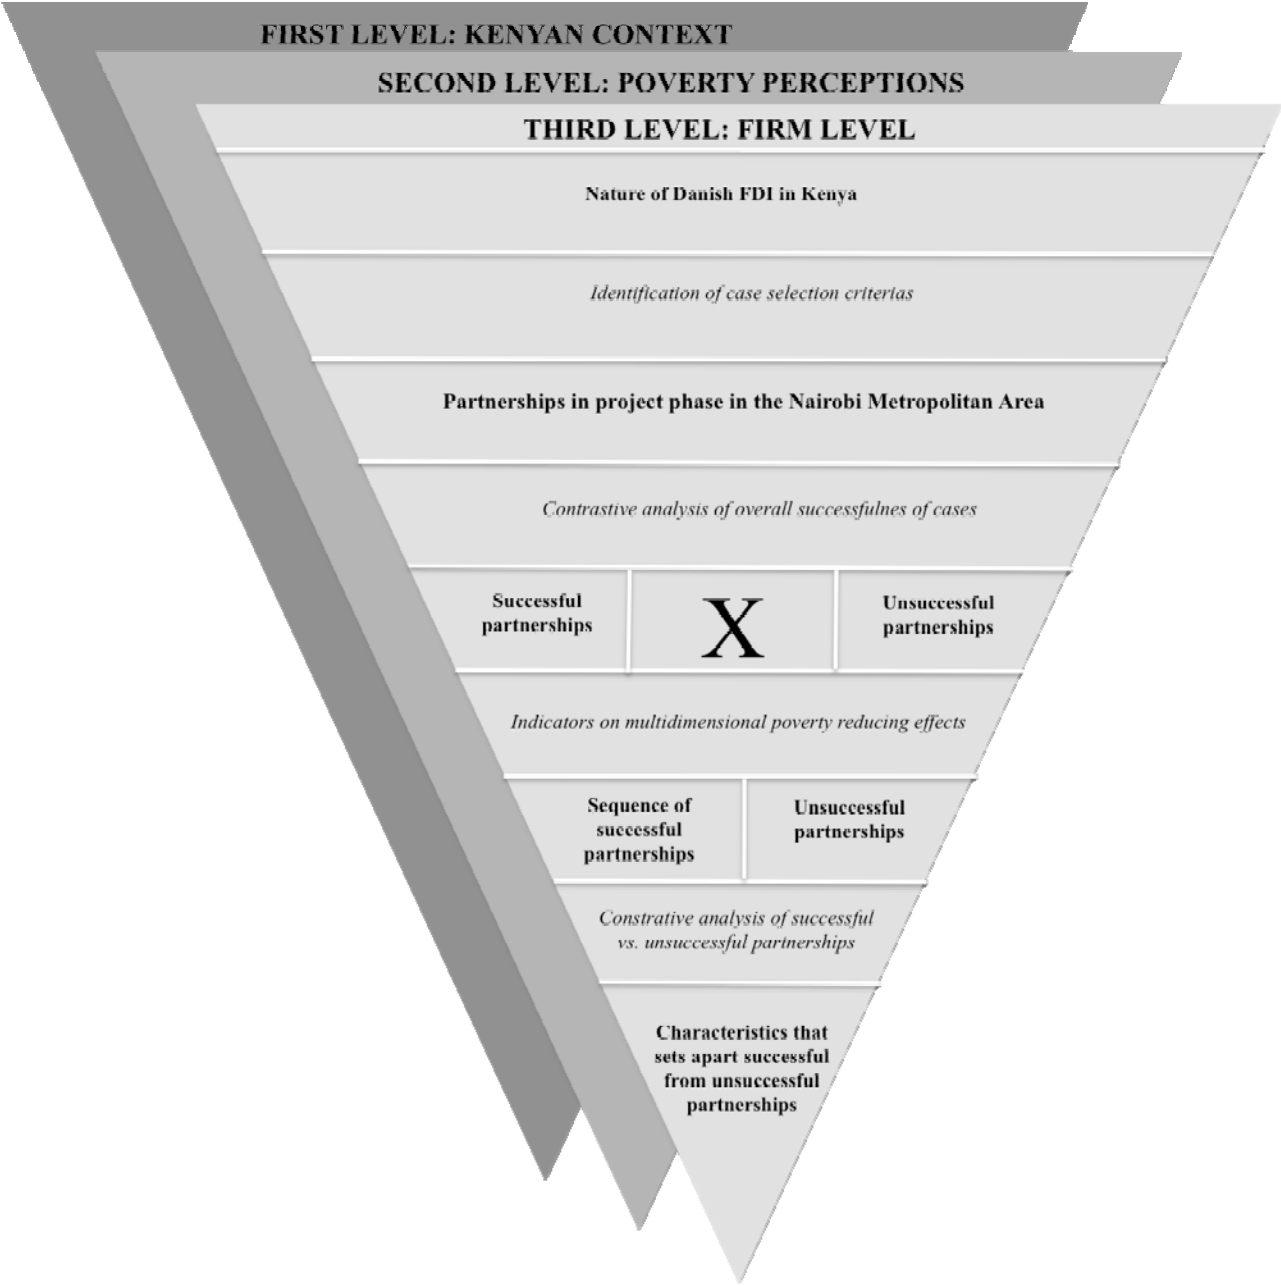 FIRST LEVEL: KENYAN CONTEXT
SECOND LEVEL: POVERTY PERCEPTIONS
THIRD LEVEL: FIRM LEVEL
Nature of Danish FDI in Kenya
Identification of case selection criterias
Partnerships in project phase in the Nairobi Metropolitan Area
Contrastive analysis of overall successfulnes of cases
Successful
partnerships
X
Unsuccessful
partnerships
Indicators on multidimensional poverty reducing effects
Sequence of
successful
partnerships
Unsuccessful
partnerships
Constrative analysis of successful
vs. unsuccessful partnerships
Characteristics that
sets apart successful
from unsuccessful
partnerships